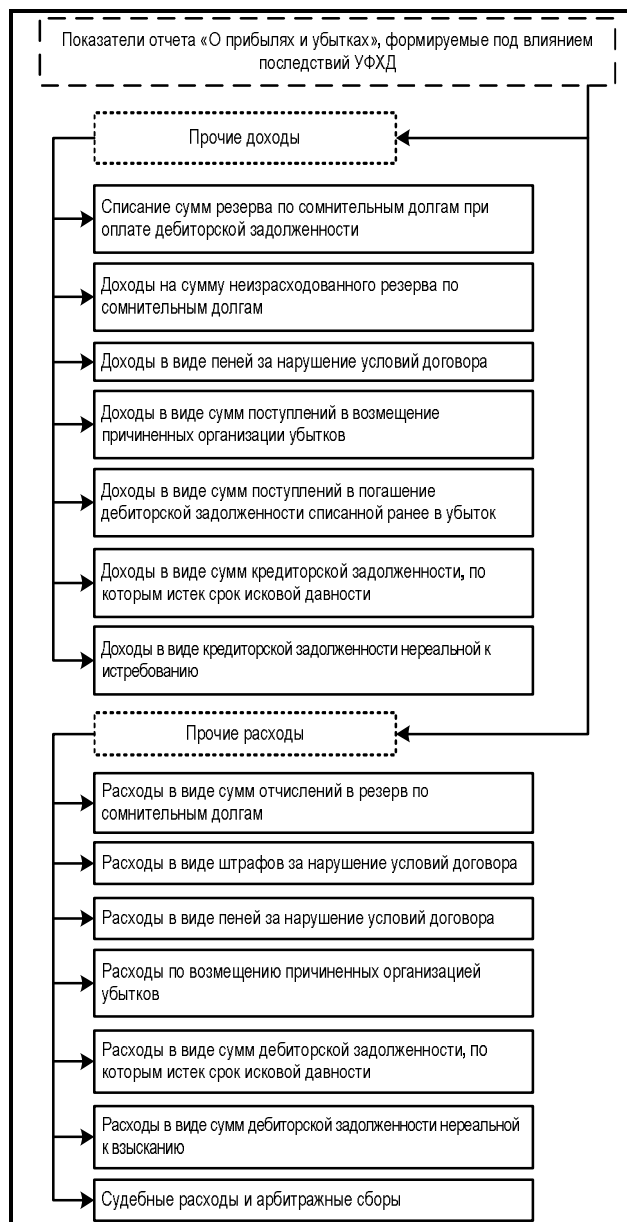 Показатели отчета «О прибылях и убытках», формируемые под влиянием
последствий УФХД
Прочие доходы
Списание сумм резерва по сомнительным долгам при
оплате дебиторской задолженности
Доходы на сумму неизрасходованного резерва по
сомнительным долгам
Доходы в виде пеней за нарушение условий договора
Доходы в виде сумм поступлений в возмещение
причиненных организации убытков
Доходы в виде сумм поступлений в погашение
дебиторской задолженности списанной ранее в убыток
Доходы в виде сумм кредиторской задолженности, по
которым истек срок исковой давности
Доходы в виде кредиторской задолженности нереальной к
истребованию
Прочие расходы
Расходы в виде сумм отчислений в резерв по
сомнительным долгам
Расходы в виде штрафов за нарушение условий договора
Расходы в виде пеней за нарушение условий договора
Расходы по возмещению причиненных организацией
убытков
Расходы в виде сумм дебиторской задолженности, по
которым истек срок исковой давности
Расходы в виде сумм дебиторской задолженности нереальной
к взысканию
Судебные расходы и арбитражные сборы